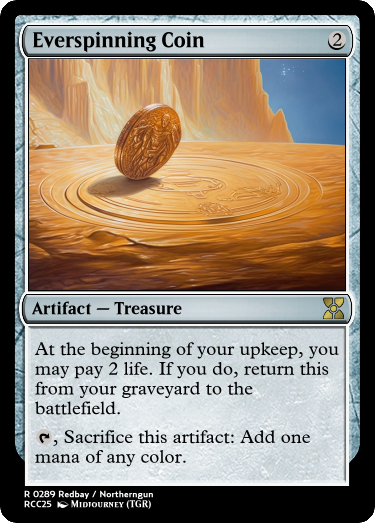 Everspinning Coin 2
Artifact — Treasure
At the beginning of your upkeep, you
may pay 2 life. If you do, return this
from your graveyard to the
battlefield.
, Sacrifice this artifact: Add one
mana of any color.
R 0289 Redbay / Northerngun
RCC25 Midjourney (TGR)